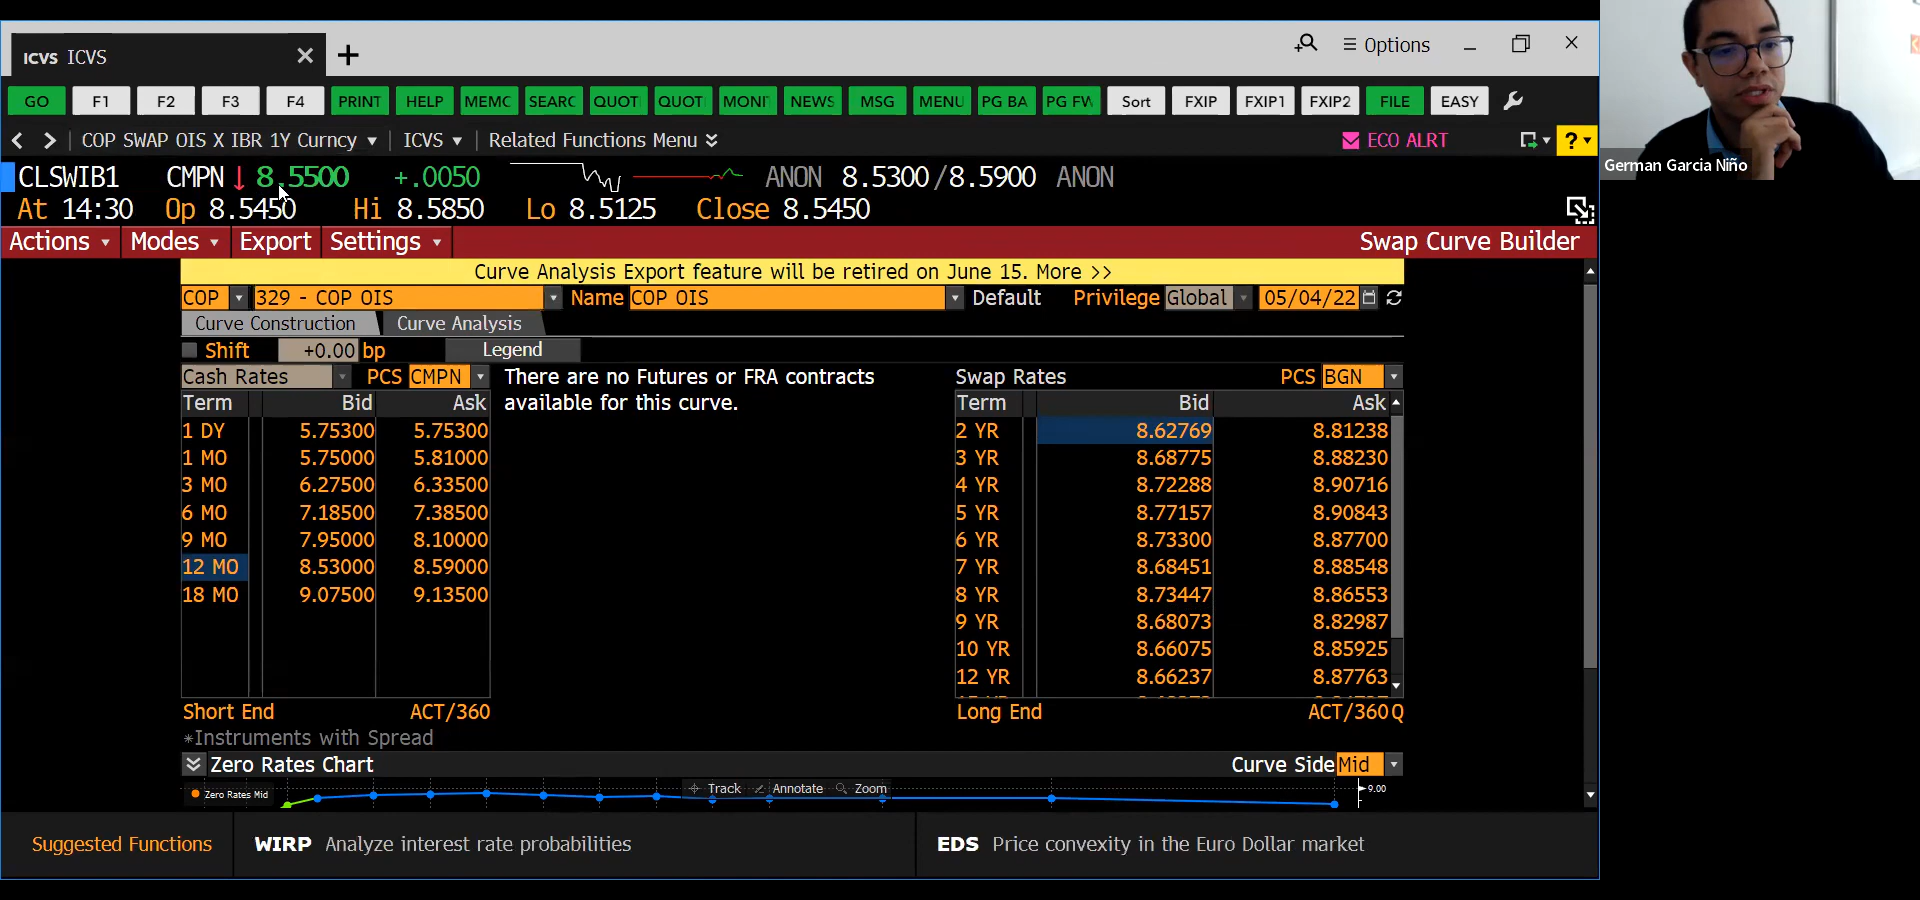 ICVS ICVS
Options
GO F1 F2 F3 F4 PRINT HELP MEMC SEARC QUOT QUOT MONI NEWS MSG MENU PG BA PG FW Sort FXIP FXIP1 FXIP2 FILE EASY
COP SWAP OIS X IBR 1Y Curncy ICVS Related Functions Menu ECO ALRT ?
German Garcia Niño
CLSWIB1 CMPN ↓ 8.5500 +.0050 ANON 8.5300/8.5900 ANON
At 14:30 Op 8.5450 Hi 8.5850 Lo 8.5125 Close 8.5450
Actions Modes Export Settings Swap Curve Builder
Curve Analysis Export feature will be retired on June 15. More >>
COP 329 - COP OIS Name COP OIS Default Privilege Global 05/04/22
Curve Construction Curve Analysis
Shift +0.00 bp Legend
Cash Rates PCS CMPN There are no Futures or FRA contracts Swap Rates PCS BGN
Term Bid Ask available for this curve. Term Bid Ask
1 DY 5.75300 5.75300 2 YR 8.62769 8.81238
1 MO 5.75000 5.81000 3 YR 8.68775 8.88230
3 MO 6.27500 6.33500 4 YR 8.72288 8.90716
6 MO 7.18500 7.38500 5 YR 8.77157 8.90843
9 MO 7.95000 8.10000 6 YR 8.73300 8.87700
12 MO 8.53000 8.59000 7 YR 8.68451 8.88548
18 MO 9.07500 9.13500 8 YR 8.73447 8.86553
9 YR 8.68073 8.82987
10 YR 8.66075 8.85925
12 YR 8.66237 8.87763
Short End ACT/360 Long End ACT/360 Q
*Instruments with Spread
Zero Rates Chart Curve Side Mid
Zero Rates Mid Track Annotate Zoom 9.00
Suggested Functions WIRP Analyze interest rate probabilities EDS Price convexity in the Euro Dollar market